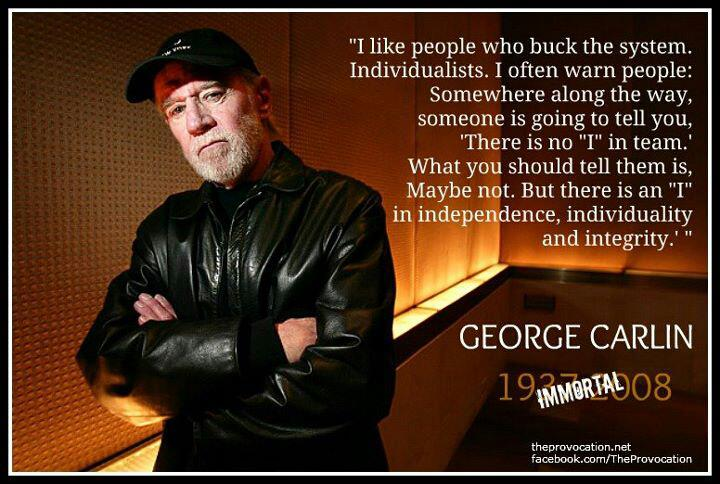 "I like people who buck the system.
Individualists. I often warn people:
Somewhere along the way,
someone is going to tell you,
'There is no "I" in team.'
What you should tell them is,
Maybe not. But there is an "I"
in independence, individuality
and integrity.' "
GEORGE CARLIN
1937-2008
IMMORTAL
theprovocation.net
facebook.com/TheProvocation